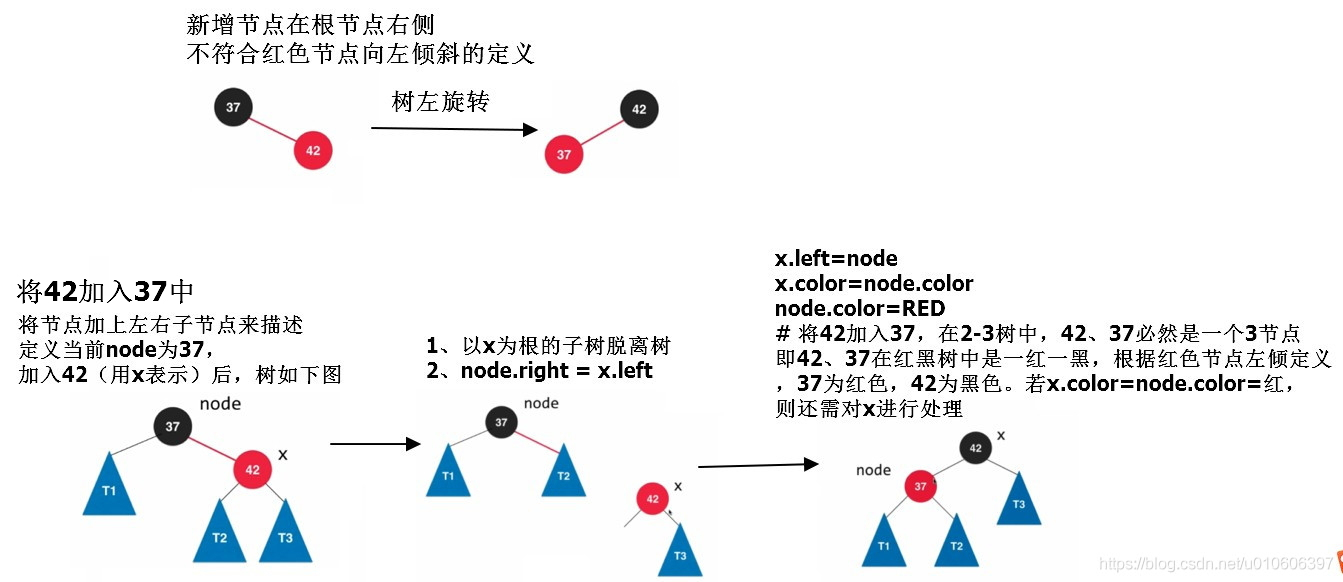 新增节点在根节点右侧
不符合红色节点向左倾斜的定义
37
42
树左旋转
42
37
将42加入37中
将节点加上左右子节点来描述
定义当前node为37，
加入42（用x表示）后，树如下图
node
37
x
42
T1
T2
T3
1、以x为根的子树脱离树
2、node.right = x.left
node
37
T1
T2
x
42
T3
x.left=node
x.color=node.color
node.color=RED
# 将42加入37，在2-3树中，42、37必然是一个3节点
即42、37在红黑树中是一红一黑，根据红色节点左倾定义
，37为红色，42为黑色。若x.color=node.color=红，
则还需对x进行处理
x
42
node
37
T3
T1
T2
https://blog.csdn.net/u010606397